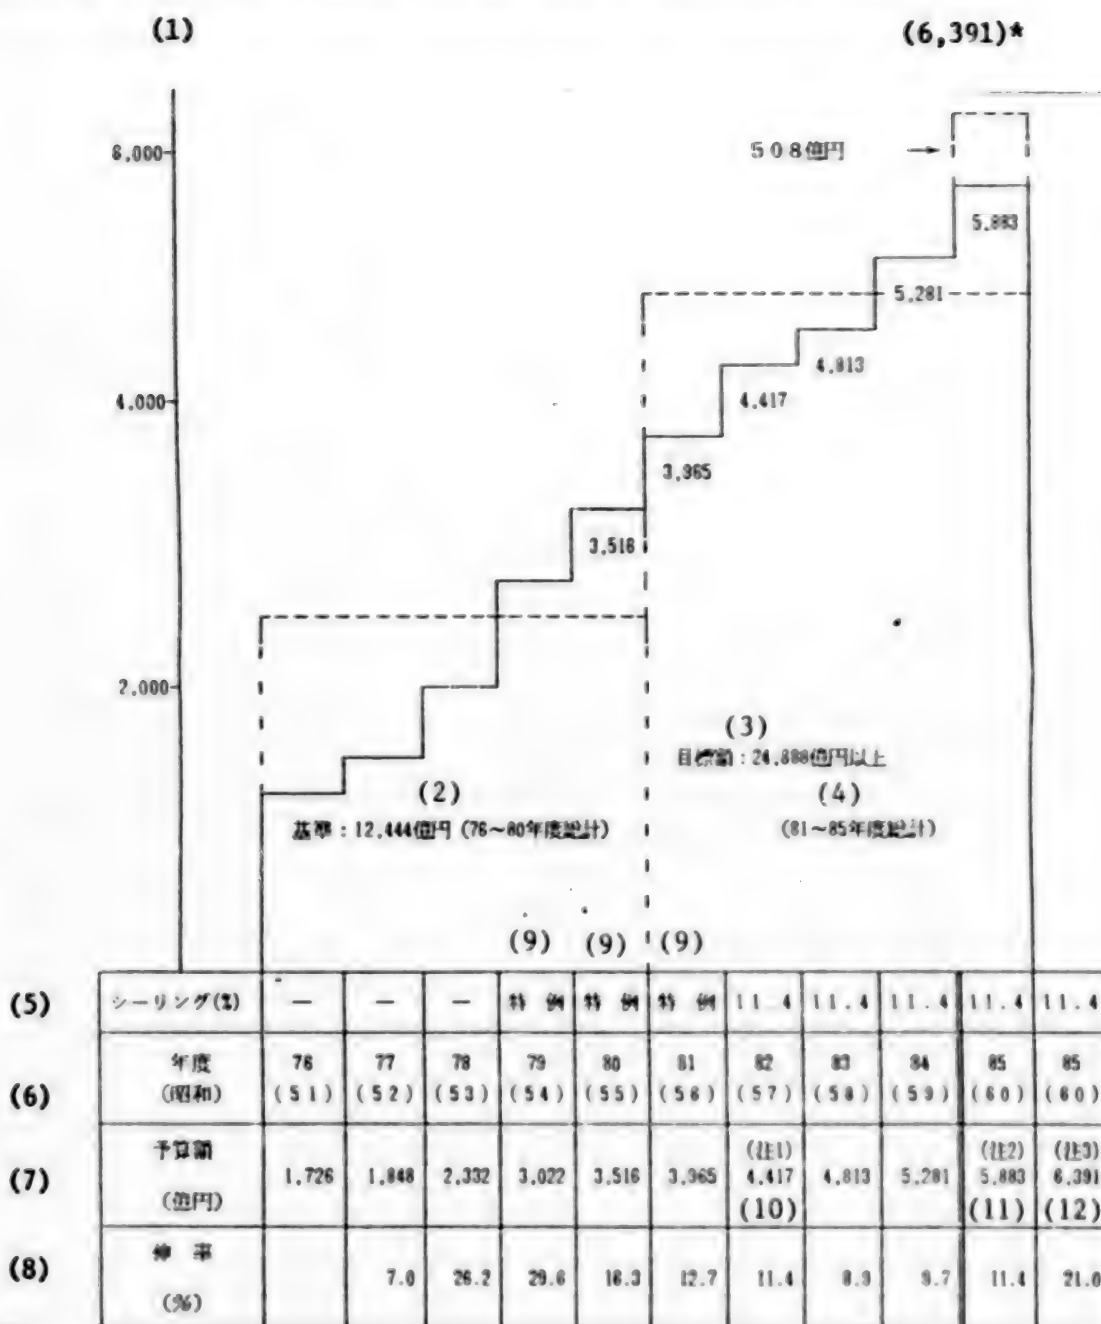 (1)
(6,391)*
6,000
508億円 →
5,883
5,281
4,813
4,000
4,417
3,965
3,516
2,000
(3)
目標額：24,888億円以上
(2)
(4)
基準：12,444億円 (76～80年度総計)
(81～85年度総計)
(9) (9) (9)
(5) シーリング(%) — — — 特例 特例 特例 11.4 11.4 11.4 11.4 11.4
年度 76 77 78 79 80 81 82 83 84 85 85
(6) (昭和) (51) (52) (53) (54) (55) (56) (57) (58) (59) (60) (60)
予算額 (注1) (注2) (注3)
(7) 1,726 1,848 2,332 3,022 3,516 3,965 4,417 4,813 5,281 5,883 6,391
(億円) (10) (11) (12)
(8) 伸率
7.0 26.2 29.6 16.3 12.7 11.4 8.9 9.7 11.4 21.0
(%)